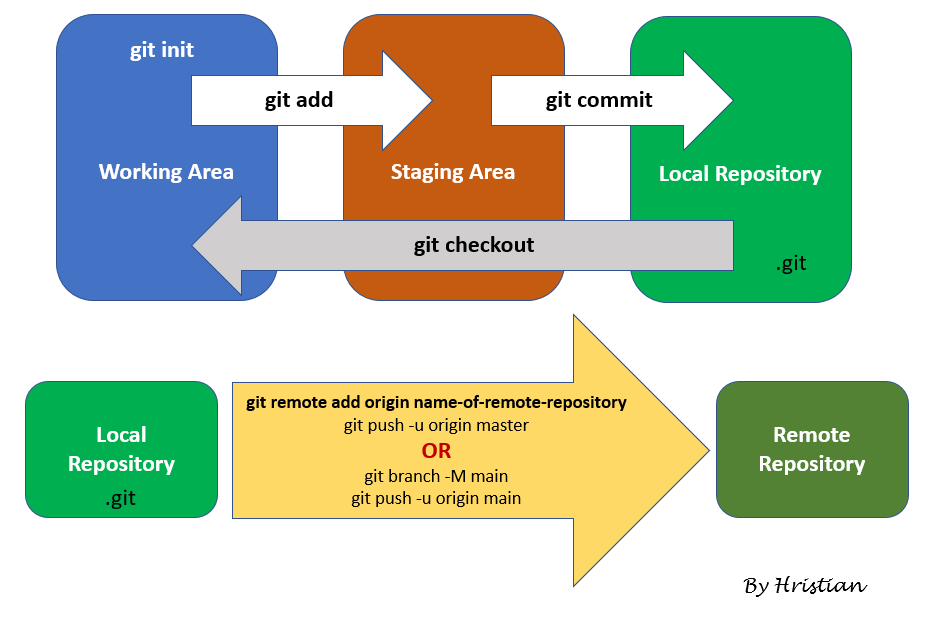 git init
git add
git commit
Working Area
Staging Area
Local Repository
git checkout
.git
git remote add origin name-of-remote-repository
git push -u origin master
OR
git branch -M main
git push -u origin main
Local
Repository
.git
Remote
Repository
By Hristian